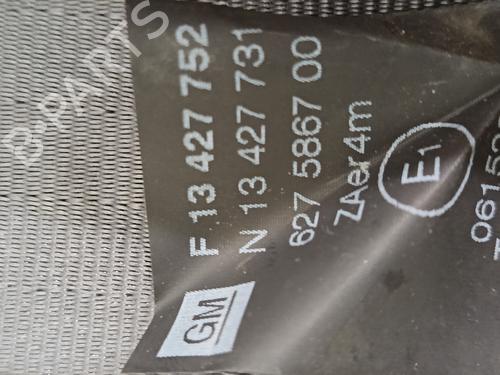 B-PARTS
F 13 427 752
N 13 427 731
627 5867 00
ZAer4m
E1
GM